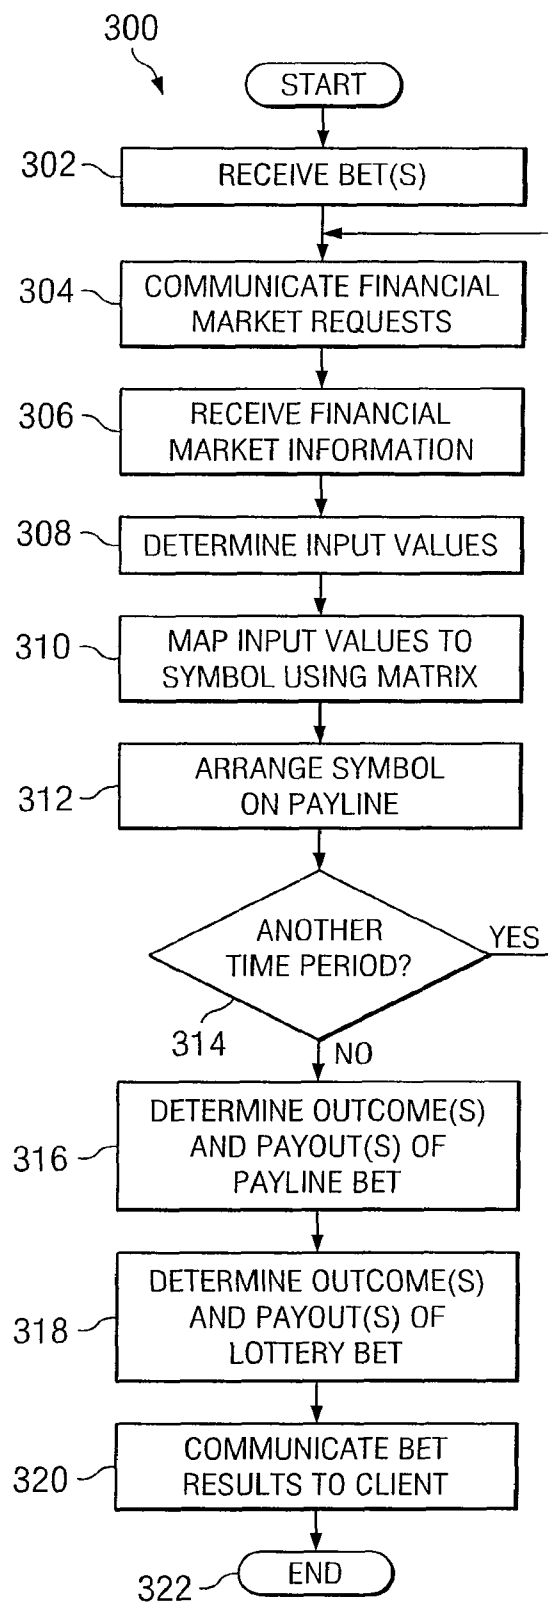 300
START
302
RECEIVE BET(S)
304
COMMUNICATE FINANCIAL
MARKET REQUESTS
306
RECEIVE FINANCIAL
MARKET INFORMATION
308
DETERMINE INPUT VALUES
310
MAP INPUT VALUES TO
SYMBOL USING MATRIX
312
ARRANGE SYMBOL
ON PAYLINE
ANOTHER
TIME PERIOD?
YES
314
NO
316
DETERMINE OUTCOME(S)
AND PAYOUT(S) OF
PAYLINE BET
318
DETERMINE OUTCOME(S)
AND PAYOUT(S) OF
LOTTERY BET
320
COMMUNICATE BET
RESULTS TO CLIENT
322
END